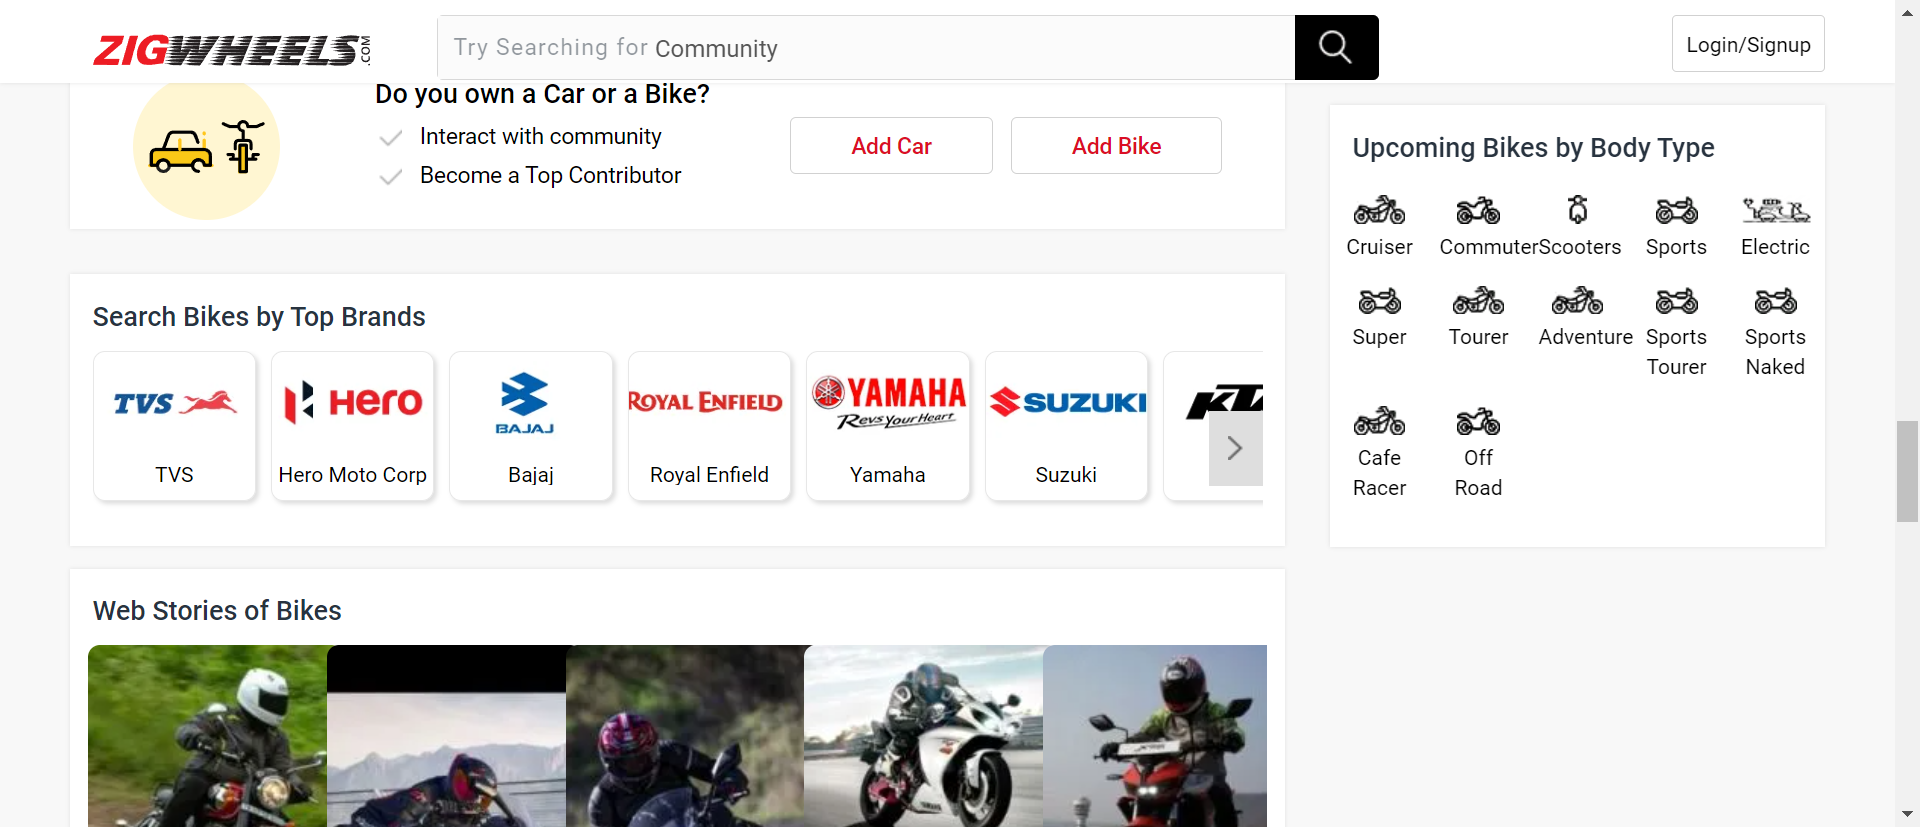 ZIGWHEELS.COM
Try Searching for Community
Login/Signup
Do you own a Car or a Bike?
Interact with community
Become a Top Contributor
Add Car
Add Bike
Upcoming Bikes by Body Type
Cruiser
Commuter
Scooters
Sports
Electric
Super
Tourer
Adventure
Sports
Tourer
Sports
Naked
Cafe
Racer
Off
Road
Search Bikes by Top Brands
TVS
TVS
Hero
Hero Moto Corp
BAJAJ
Bajaj
ROYAL ENFIELD
Royal Enfield
YAMAHA
Revs Your Heart
Yamaha
SUZUKI
Suzuki
KT
Web Stories of Bikes
YAMAHA